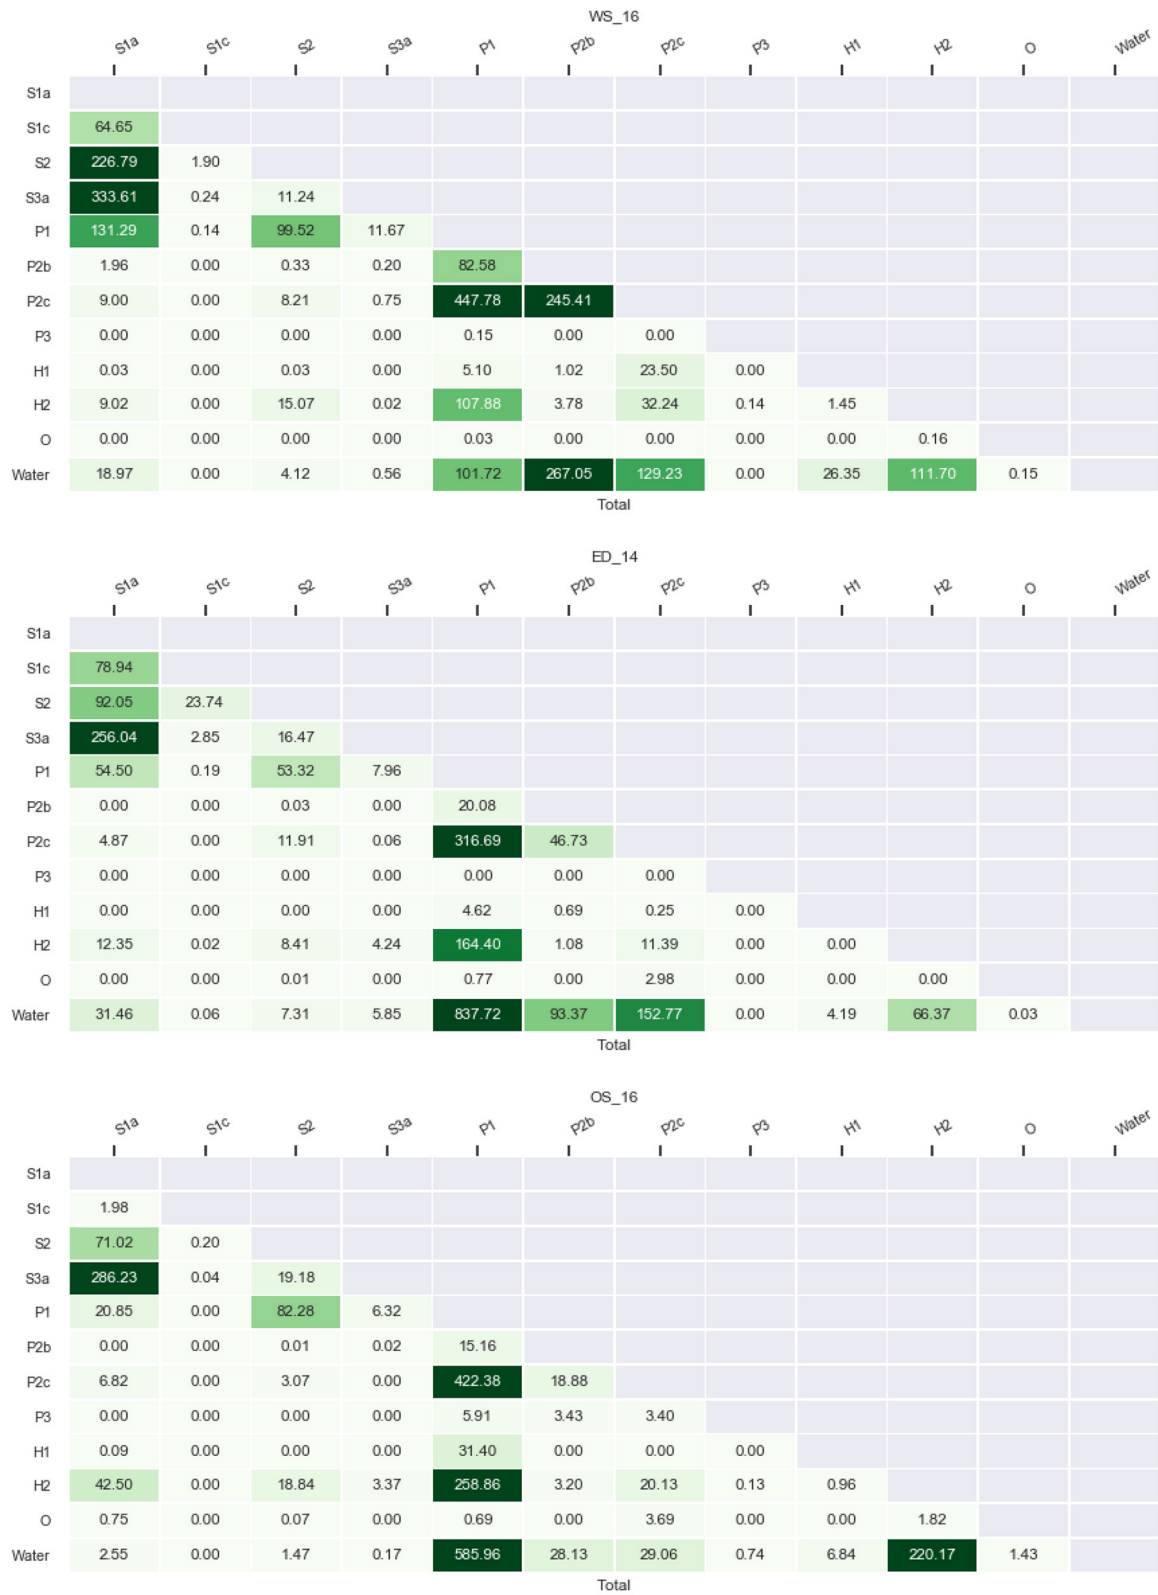 WS_16
S1a S1c S2 S3a P1 P2b P2c P3 H1 H2 O Water
S1a
S1c 64.65
S2 226.79 1.90
S3a 333.61 0.24 11.24
P1 131.29 0.14 99.52 11.67
P2b 1.96 0.00 0.33 0.20 82.58
P2c 9.00 0.00 8.21 0.75 447.78 245.41
P3 0.00 0.00 0.00 0.00 0.15 0.00 0.00
H1 0.03 0.00 0.03 0.00 5.10 1.02 23.50 0.00
H2 9.02 0.00 15.07 0.02 107.88 3.78 32.24 0.14 1.45
O 0.00 0.00 0.00 0.00 0.03 0.00 0.00 0.00 0.00 0.16
Water 18.97 0.00 4.12 0.56 101.72 267.05 129.23 0.00 26.35 111.70 0.15
Total
ED_14
S1a S1c S2 S3a P1 P2b P2c P3 H1 H2 O Water
S1a
S1c 78.94
S2 92.05 23.74
S3a 256.04 2.85 16.47
P1 54.50 0.19 53.32 7.96
P2b 0.00 0.00 0.03 0.00 20.08
P2c 4.87 0.00 11.91 0.06 316.69 46.73
P3 0.00 0.00 0.00 0.00 0.00 0.00 0.00
H1 0.00 0.00 0.00 0.00 4.62 0.69 0.25 0.00
H2 12.35 0.02 8.41 4.24 164.40 1.08 11.39 0.00 0.00
O 0.00 0.00 0.01 0.00 0.77 0.00 2.98 0.00 0.00 0.00
Water 31.46 0.06 7.31 5.85 837.72 93.37 152.77 0.00 4.19 66.37 0.03
Total
OS_16
S1a S1c S2 S3a P1 P2b P2c P3 H1 H2 O Water
S1a
S1c 1.98
S2 71.02 0.20
S3a 286.23 0.04 19.18
P1 20.85 0.00 82.28 6.32
P2b 0.00 0.00 0.01 0.02 15.16
P2c 6.82 0.00 3.07 0.00 422.38 18.88
P3 0.00 0.00 0.00 0.00 5.91 3.43 3.40
H1 0.09 0.00 0.00 0.00 31.40 0.00 0.00 0.00
H2 42.50 0.00 18.84 3.37 258.86 3.20 20.13 0.13 0.96
O 0.75 0.00 0.07 0.00 0.69 0.00 3.69 0.00 0.00 1.82
Water 2.55 0.00 1.47 0.17 585.96 28.13 29.06 0.74 6.84 220.17 1.43
Total